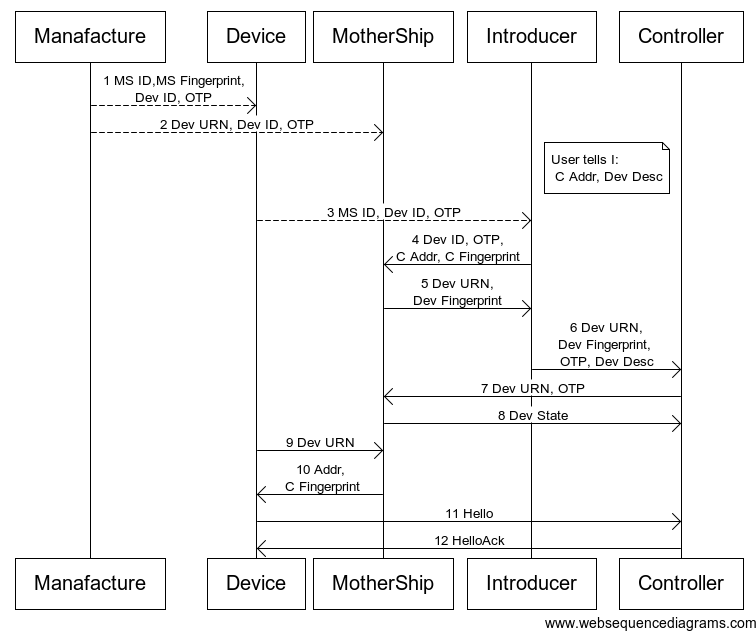 Manafacture
Device
MotherShip
Introducer
Controller
1 MS ID,MS Fingerprint,
Dev ID, OTP
2 Dev URN, Dev ID, OTP
User tells I:
C Addr, Dev Desc
3 MS ID, Dev ID, OTP
4 Dev ID, OTP,
C Addr, C Fingerprint
5 Dev URN,
Dev Fingerprint
6 Dev URN,
Dev Fingerprint,
OTP, Dev Desc
7 Dev URN, OTP
8 Dev State
9 Dev URN
10 Addr,
C Fingerprint
11 Hello
12 HelloAck
Manafacture
Device
MotherShip
Introducer
Controller
www.websequencediagrams.com